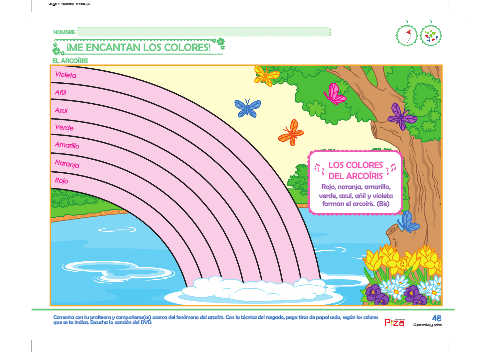 NOMBRE
¡ME ENCANTAN LOS COLORES!
EL ARCOÍRIS
Violeta
Añil
Azul
Verde
Amarillo
Naranja
Rojo
LOS COLORES
DEL ARCOÍRIS
Rojo, naranja, amarillo,
verde, azul, añil y violeta
forman el arcoíris. (Bis)
Comenta con tu profesora y compañeros(as) acerca del fenómeno del arcoíris. Con la técnica del rasgado, pega tiras de papel seda, según los colores
que se te indica. Escucha la canción del DVD.
48